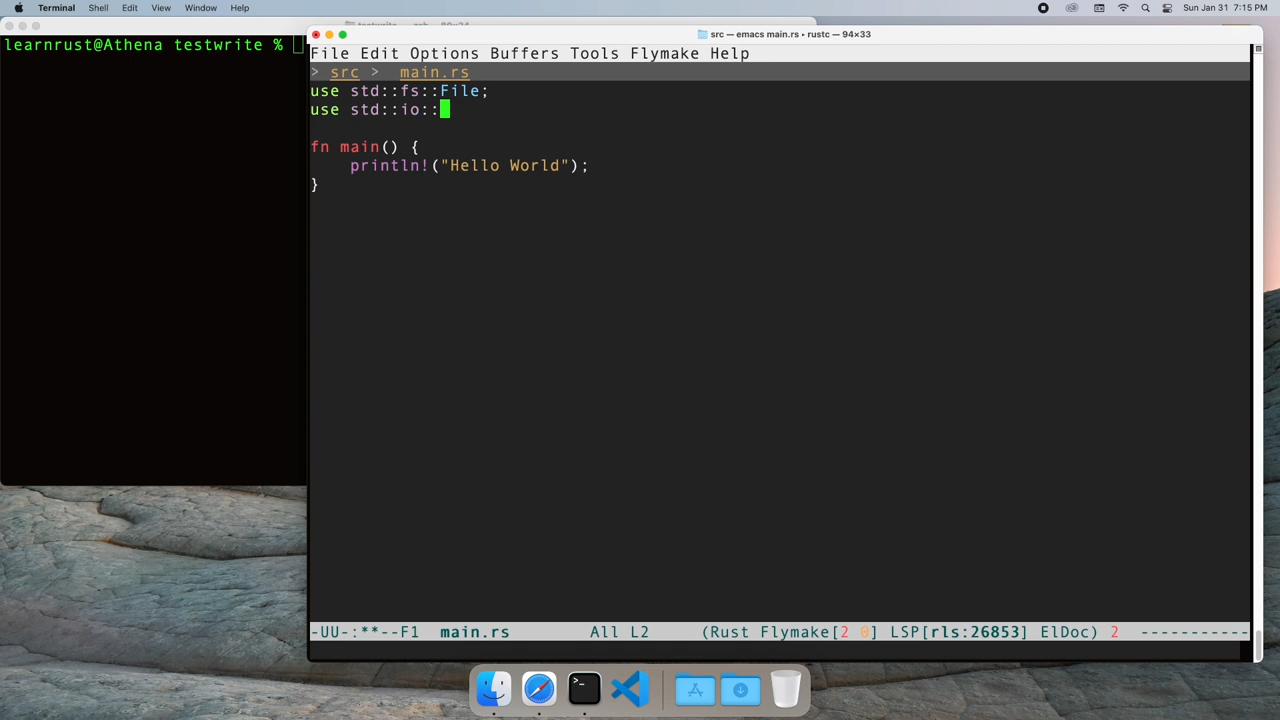 Terminal Shell Edit View Window Help Sun Jan 31 7:15 PM
learnrust@Athena testwrite %
src — emacs main.rs ▸ rustc — 94×33
File Edit Options Buffers Tools Flymake Help
> src > main.rs
use std::fs::File;
use std::io::
fn main() {
    println!("Hello World");
}
-UU-:**--F1 main.rs All L2 (Rust Flymake[2 0] LSP[rls:26853] ElDoc) 2 -----------